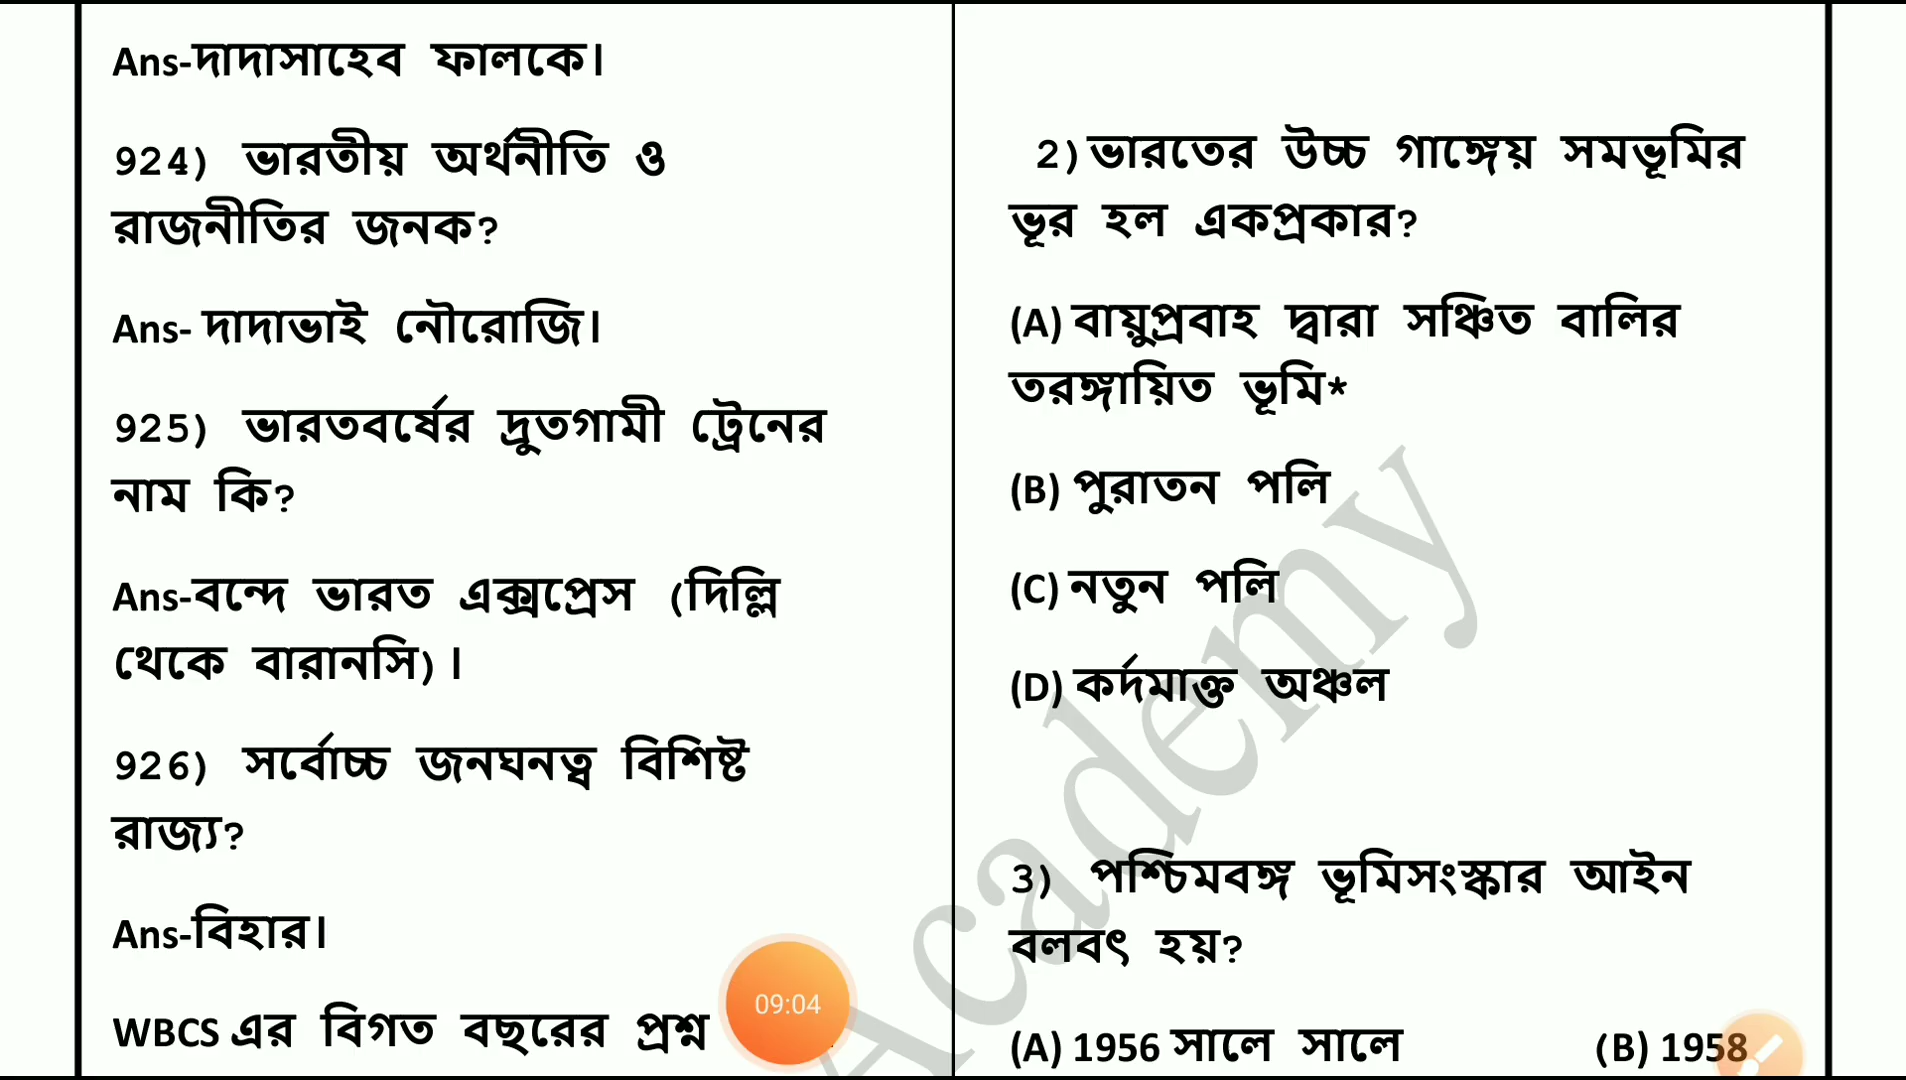 Ans-দাদাসাহেব ফালকে।
924) ভারতীয় অর্থনীতি ও
রাজনীতির জনক?
Ans- দাদাভাই নৌরোজি।
925) ভারতবর্ষের দ্রুতগামী ট্রেনের
নাম কি?
Ans-বন্দে ভারত এক্সপ্রেস (দিল্লি
থেকে বারানসি)।
926) সর্বোচ্চ জনঘনত্ব বিশিষ্ট
রাজ্য?
Ans-বিহার।
WBCS এর বিগত বছরের প্রশ্ন
09:04
2) ভারতের উচ্চ গাঙ্গেয় সমভূমির
ভূর হল একপ্রকার?
(A) বায়ুপ্রবাহ দ্বারা সঞ্চিত বালির
তরঙ্গায়িত ভূমি*
(B) পুরাতন পলি
(C) নতুন পলি
(D) কর্দমাক্ত অঞ্চল
3) পশ্চিমবঙ্গ ভূমিসংস্কার আইন
বলবৎ হয়?
(A) 1956 সালে সালে (B) 1958
Academy